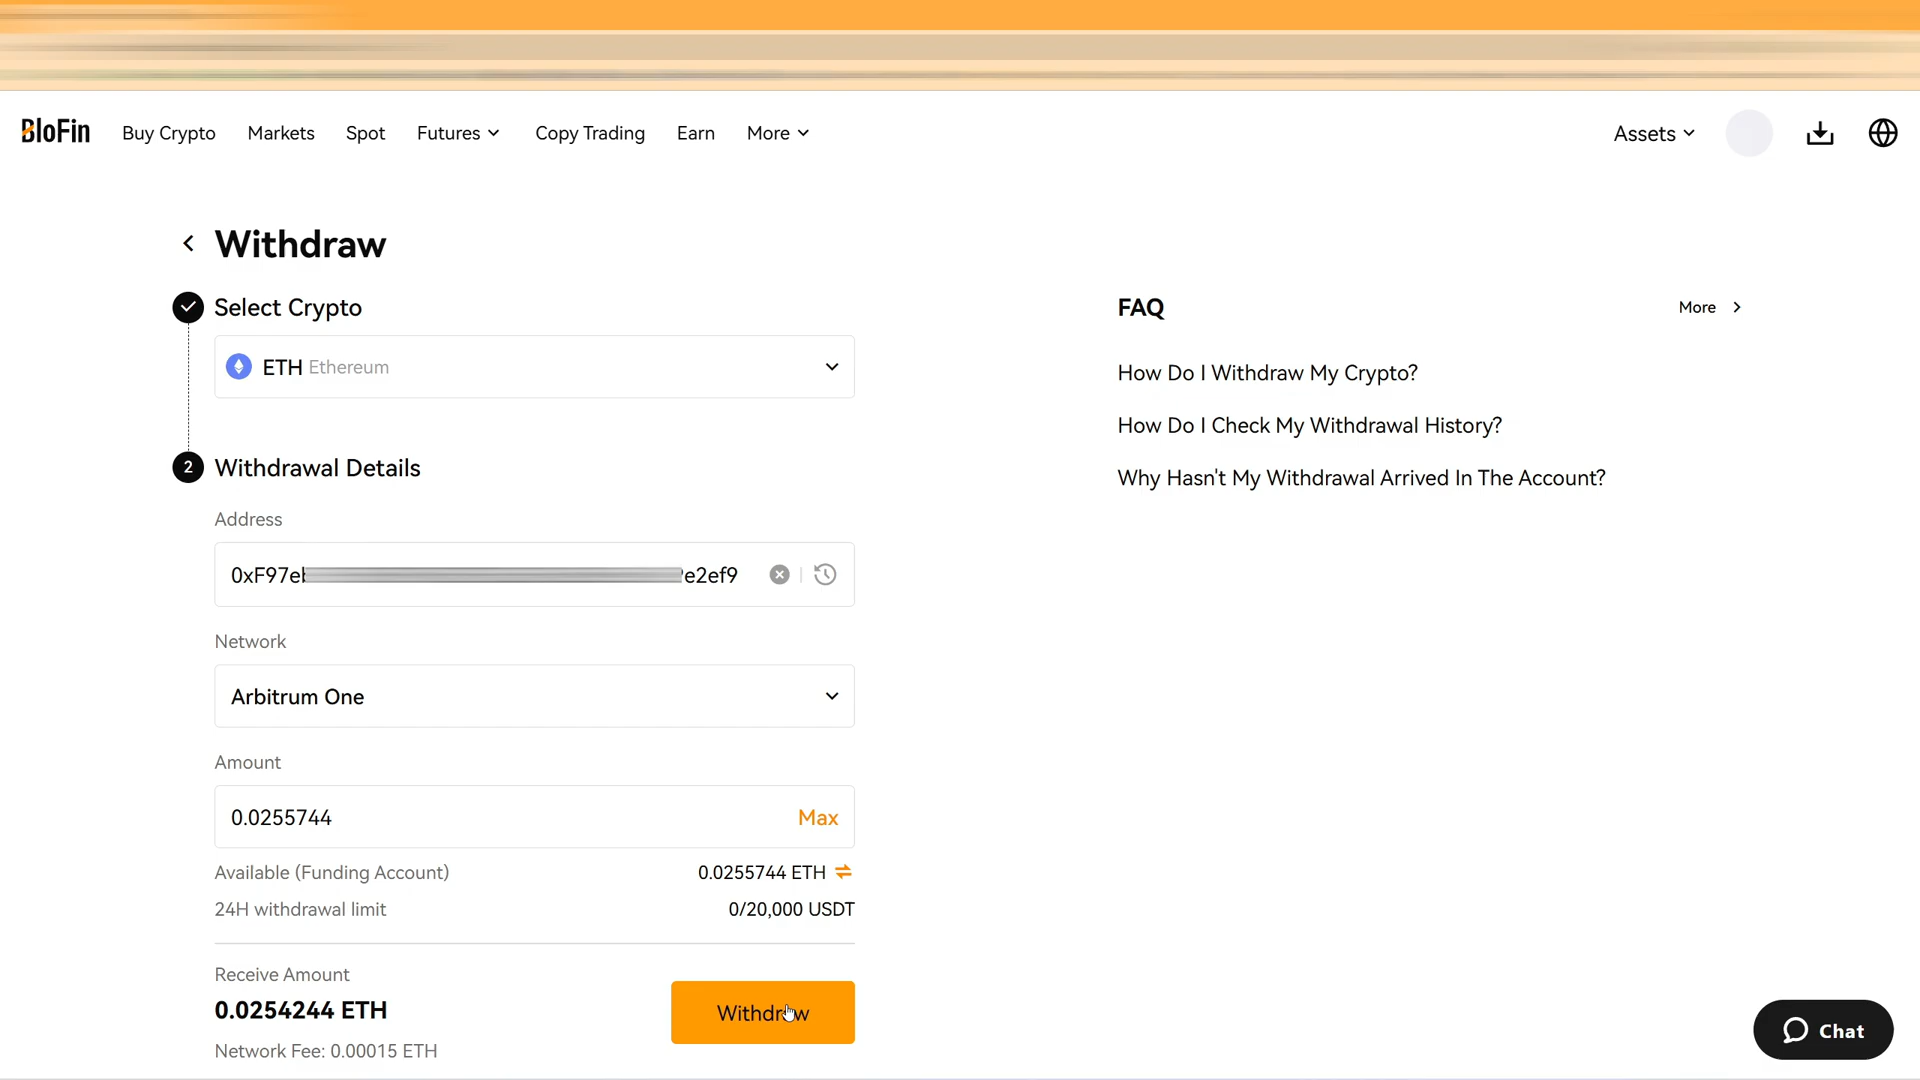 BloFin Buy Crypto Markets Spot Futures Copy Trading Earn More Assets
Withdraw
Select Crypto
ETH Ethereum
2 Withdrawal Details
Address
0xF97e e2ef9
Network
Arbitrum One
Amount
0.0255744 Max
Available (Funding Account) 0.0255744 ETH
24H withdrawal limit 0/20,000 USDT
Receive Amount
0.0254244 ETH
Network Fee: 0.00015 ETH
Withdraw
FAQ More
How Do I Withdraw My Crypto?
How Do I Check My Withdrawal History?
Why Hasn't My Withdrawal Arrived In The Account?
Chat